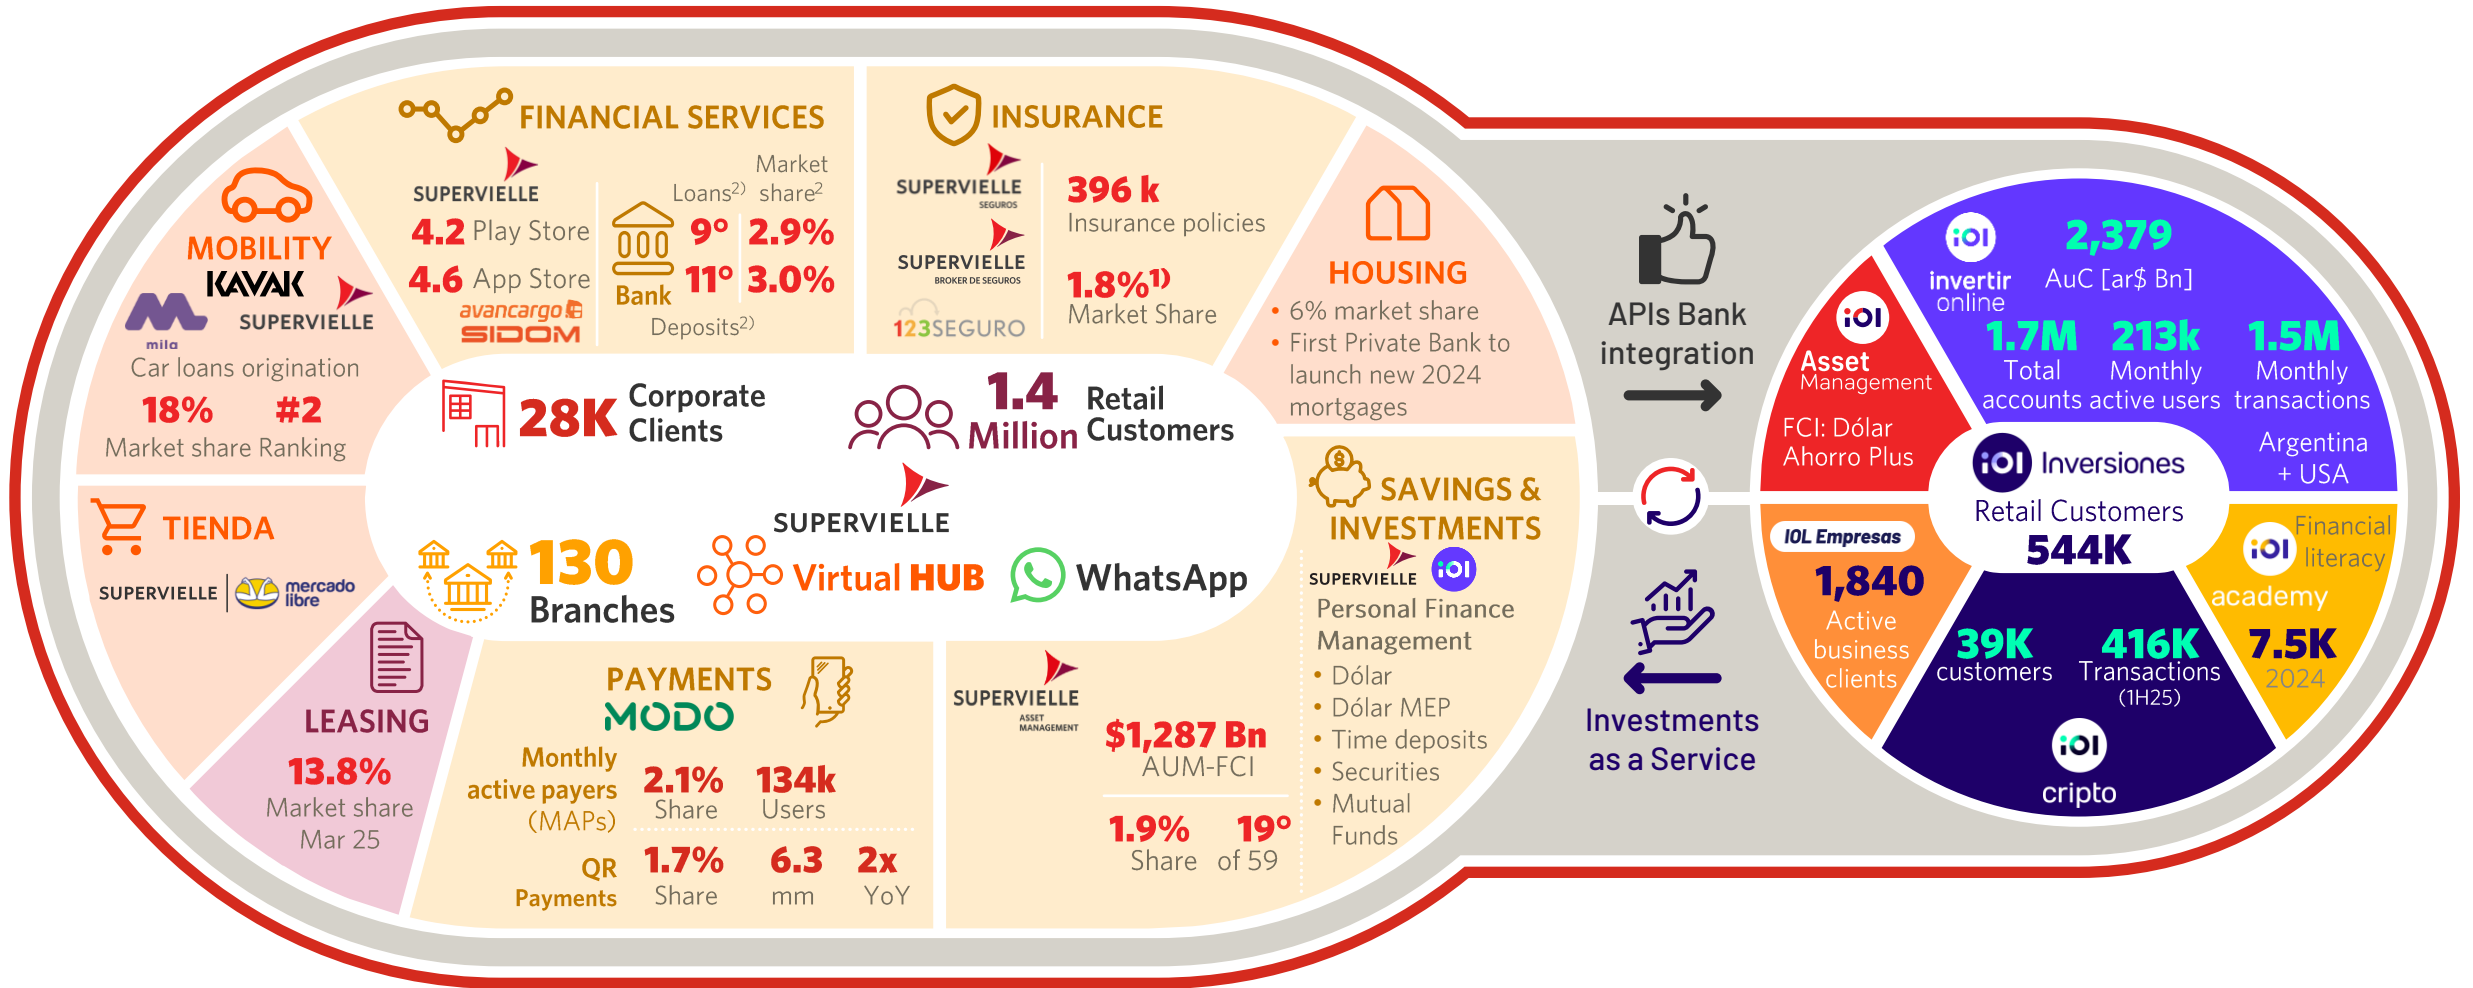 FINANCIAL SERVICES
SUPERVIELLE
4.2 Play Store
4.6 App Store
avancargo
SIDOM
Market
Loans2) share2
9° 2.9%
11° 3.0%
Bank
Deposits2)
INSURANCE
SUPERVIELLE
SEGUROS
SUPERVIELLE
BROKER DE SEGUROS
123SEGURO
396 k
Insurance policies
1.8%1)
Market Share
HOUSING
• 6% market share
• First Private Bank to
launch new 2024
mortgages
MOBILITY
KAVAK
mila
SUPERVIELLE
Car loans origination
18% #2
Market share Ranking
TIENDA
SUPERVIELLE
mercado
libre
LEASING
13.8%
Market share
Mar 25
28K Corporate
Clients
1.4
Million
Retail
Customers
SUPERVIELLE
130
Branches
Virtual HUB
WhatsApp
PAYMENTS
MODO
Monthly
active payers
(MAPs)
2.1% 134k
Share Users
QR
Payments
1.7% 6.3 2x
Share mm YoY
SUPERVIELLE
ASSET
MANAGEMENT
$1,287 Bn
AUM-FCI
1.9% 19°
Share of 59
SAVINGS &
INVESTMENTS
SUPERVIELLE
iOl
Personal Finance
Management
• Dólar
• Dólar MEP
• Time deposits
• Securities
• Mutual
Funds
APIs Bank
integration
Investments
as a Service
iOl
invertir
online
2,379
AuC [ar$ Bn]
1.7M 213k 1.5M
Total Monthly Monthly
accounts active users transactions
Argentina
+ USA
iOl
Asset
Management
FCI: Dólar
Ahorro Plus
iOl Inversiones
Retail Customers
544K
IOL Empresas
1,840
Active
business
clients
39K 416K
customers Transactions
(1H25)
iOl
cripto
Financial
literacy
iOl
academy
7.5K
2024